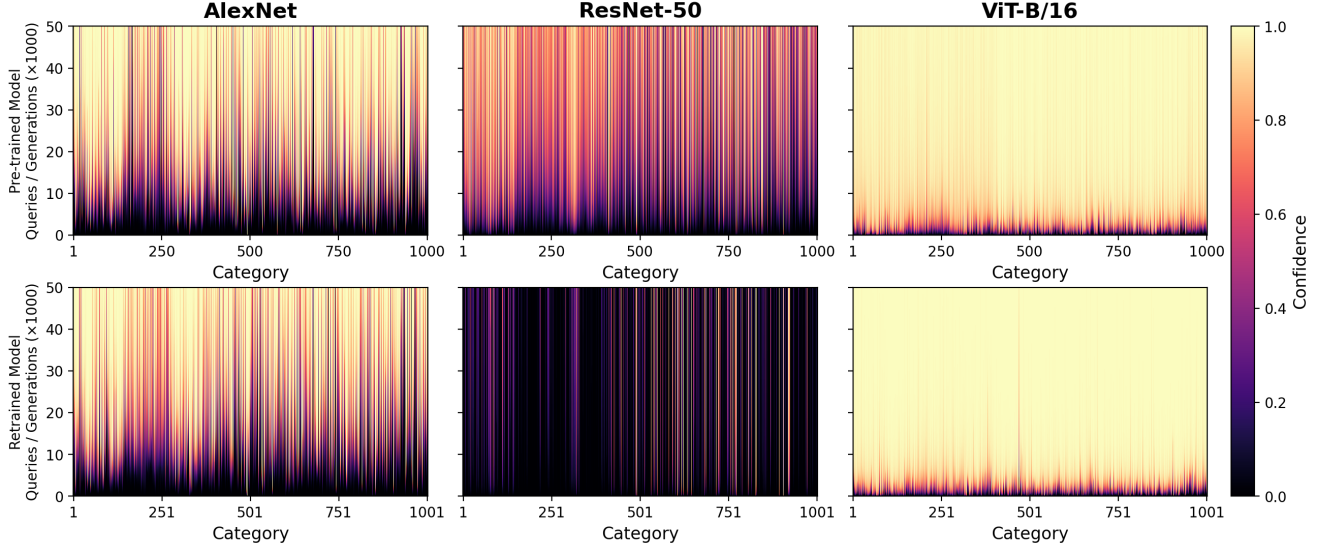 AlexNet
ResNet-50
ViT-B/16
Pre-trained Model
Queries / Generations (×1000)
50
40
30
20
10
0
1 250 500 750 1000
1 250 500 750 1000
1 250 500 750 1000
Category
Category
Category
Retrained Model
Queries / Generations (×1000)
50
40
30
20
10
0
1 251 501 751 1001
1 251 501 751 1001
1 251 501 751 1001
Category
Category
Category
1.0
0.8
0.6
0.4
0.2
0.0
Confidence